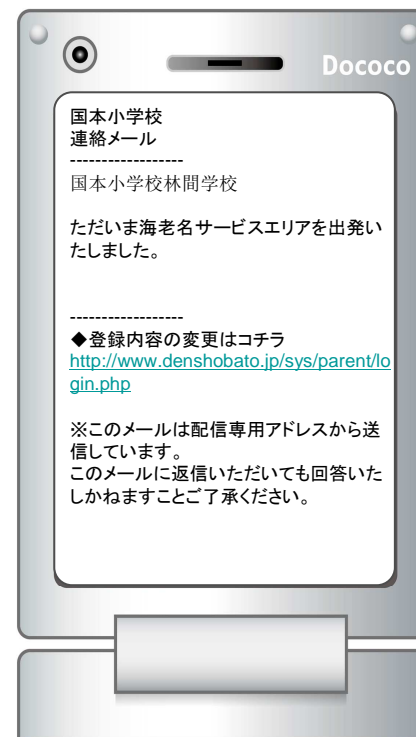 Dococo
国本小学校
連絡メール
------------------
国本小学校林間学校
ただいま海老名サービスエリアを出発い
たしました。
------------------
◆登録内容の変更はコチラ
http://www.denshobato.jp/sys/parent/lo
gin.php
※このメールは配信専用アドレスから送
信しています。
このメールに返信いただいても回答いた
しかねますことご了承ください。